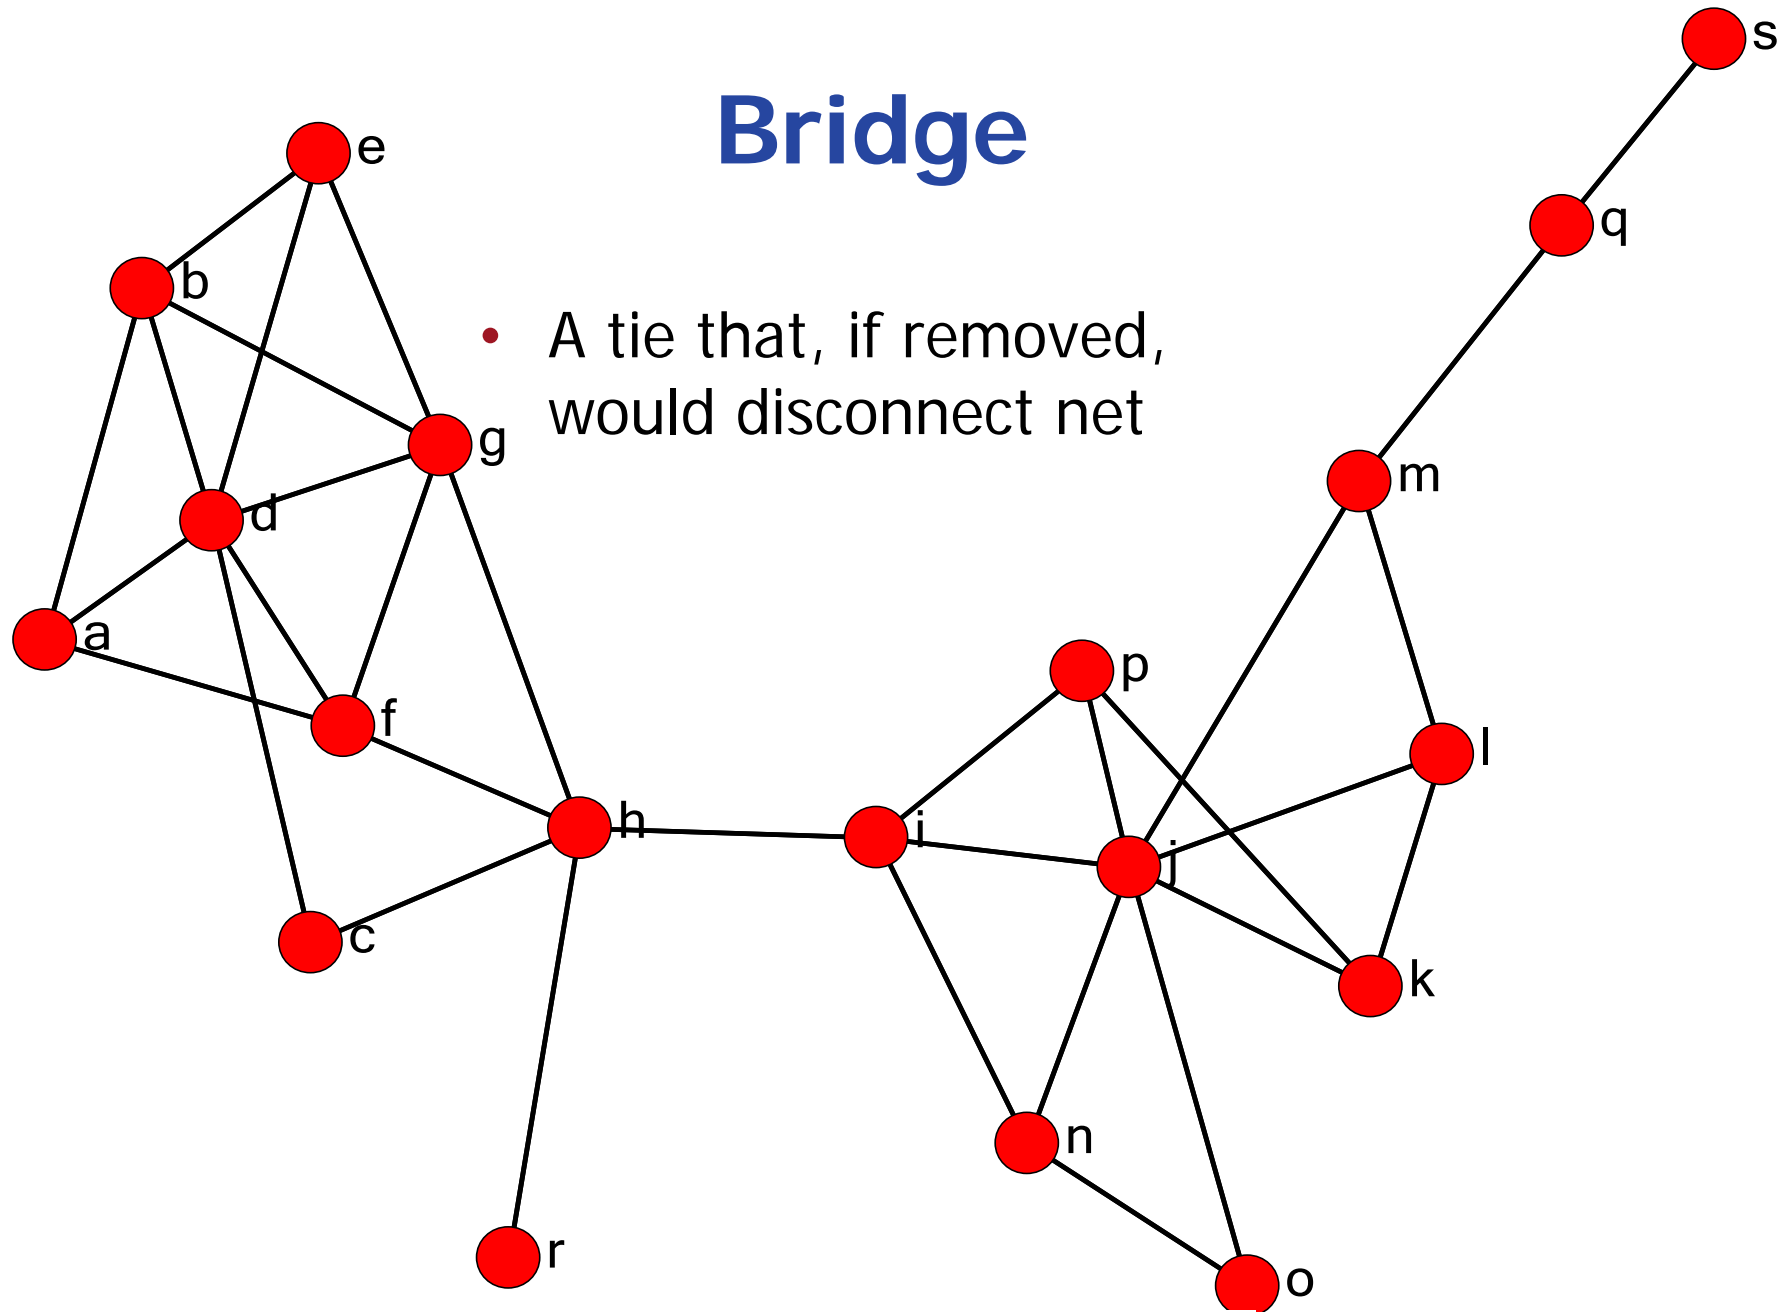 s
Bridge
e
q
b
• A tie that, if removed,
would disconnect net
g
m
d
a
p
f
l
h
i
j
c
k
n
r
o